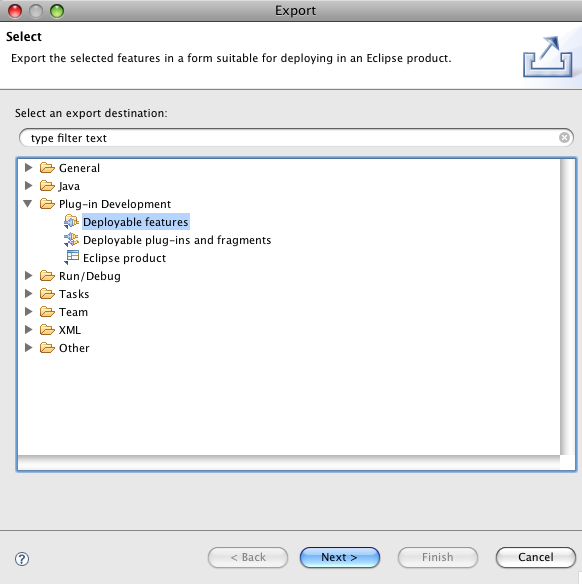 Export
Select
Export the selected features in a form suitable for deploying in an Eclipse product.
Select an export destination:
type filter text
General
Java
Plug-in Development
Deployable features
Deployable plug-ins and fragments
Eclipse product
Run/Debug
Tasks
Team
XML
Other
?
< Back
Next >
Finish
Cancel